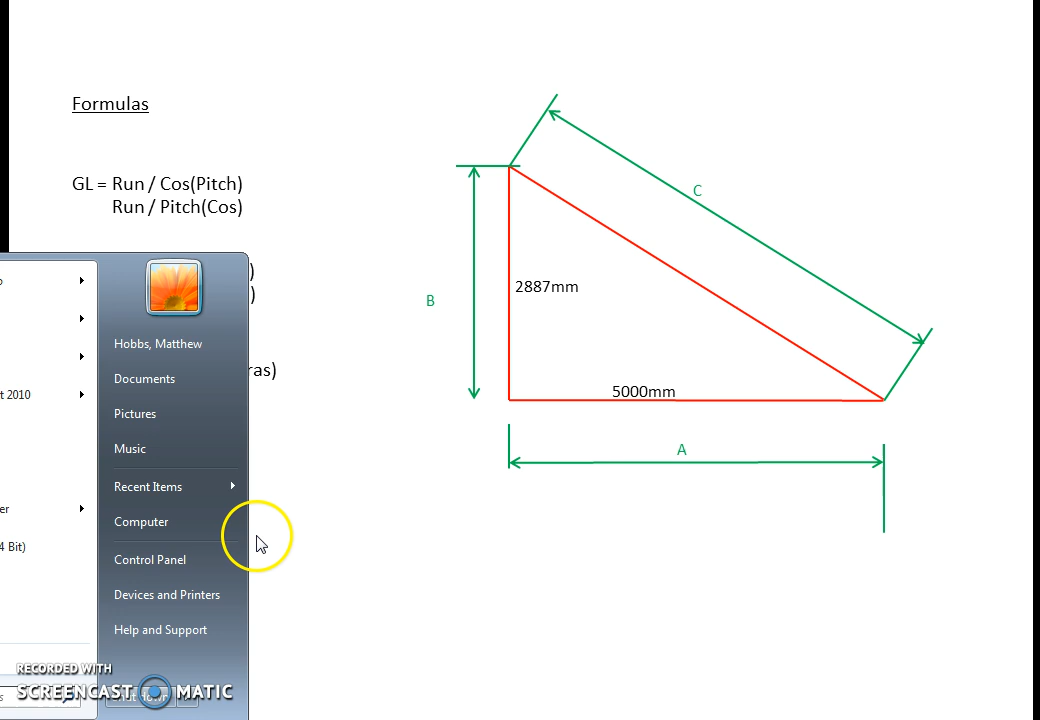 Formulas
GL = Run / Cos(Pitch)
Run / Pitch(Cos)
)
)
ras)
C
B
2887mm
5000mm
A
Hobbs, Matthew
Documents
Pictures
Music
t 2010
Recent Items
er
Computer
4 Bit)
Control Panel
Devices and Printers
Help and Support
RECORDED WITH
SCREENCAST MATIC